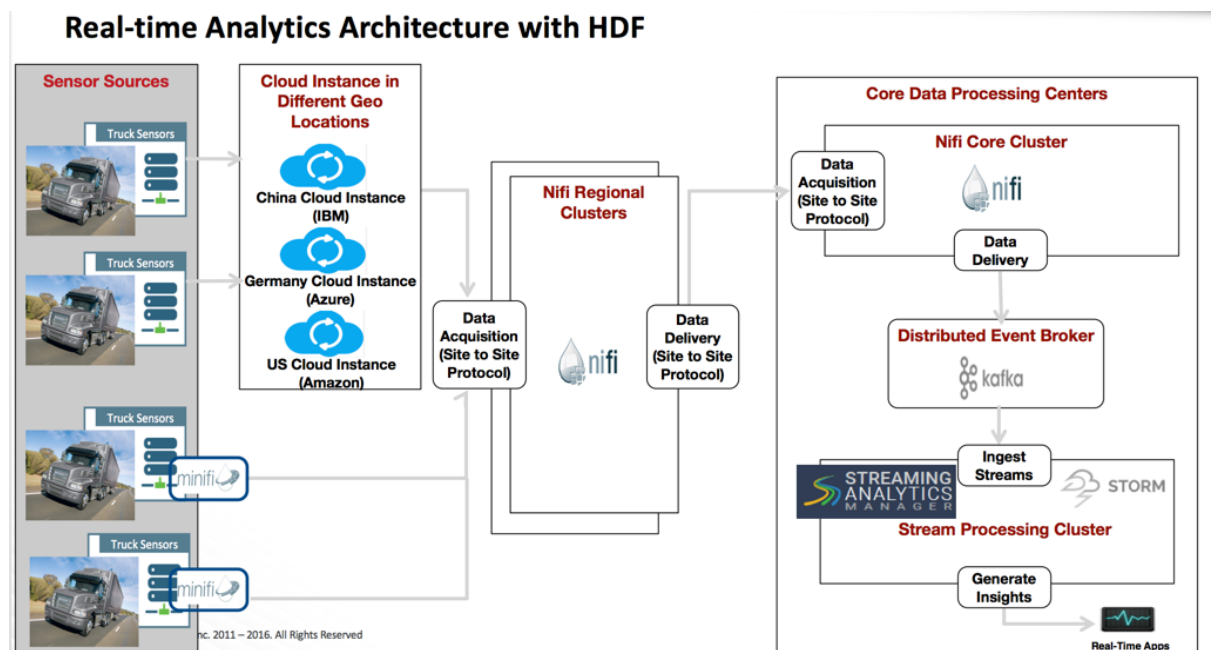 Real-time Analytics Architecture with HDF
Sensor Sources
Truck Sensors
Truck Sensors
Truck Sensors
minifi
Truck Sensors
minifi
Cloud Instance in
Different Geo
Locations
China Cloud Instance
(IBM)
Germany Cloud Instance
(Azure)
US Cloud Instance
(Amazon)
Data
Acquisition
(Site to Site
Protocol)
Nifi Regional
Clusters
nifi
Data
Delivery
(Site to Site
Protocol)
Core Data Processing Centers
Data
Acquisition
(Site to Site
Protocol)
Nifi Core Cluster
nifi
Data
Delivery
Distributed Event Broker
kafka
Ingest
Streams
STREAMING
ANALYTICS
MANAGER
STORM
Stream Processing Cluster
Generate
Insights
Real-Time Apps
nc. 2011 – 2016. All Rights Reserved